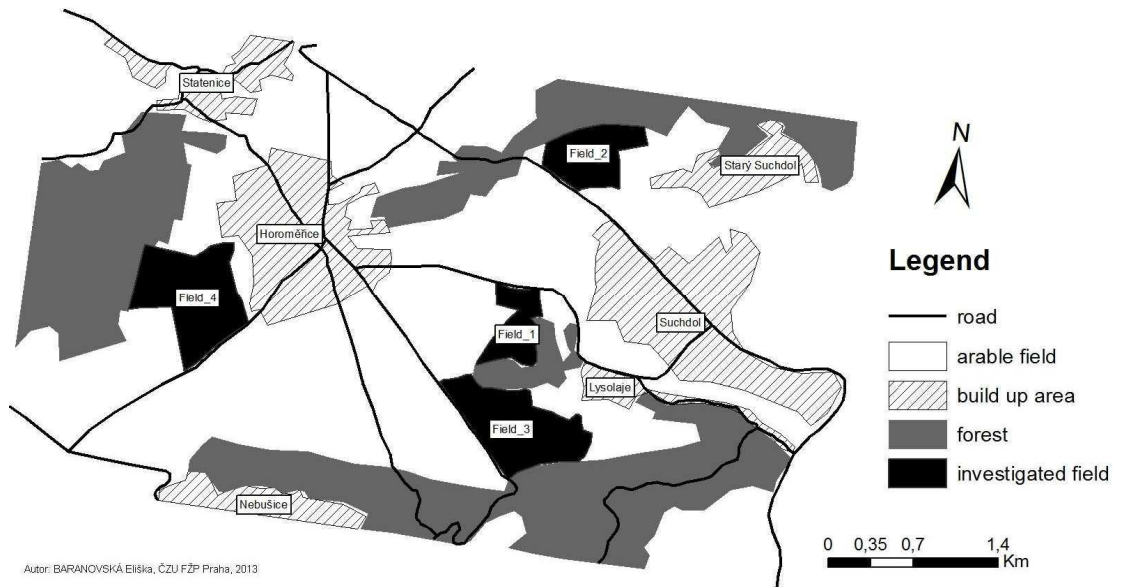 Statenice
Field_2
Starý Suchdol
N
Horoměřice
Legend
Field_4
road
Suchdol
Field_1
arable field
Lysolaje
build up area
Field_3
forest
investigated field
Nebušice
0 0,35 0,7 1,4
Km
Autor: BARANOVSKÁ Eliška, ČZU FŽP Praha, 2013